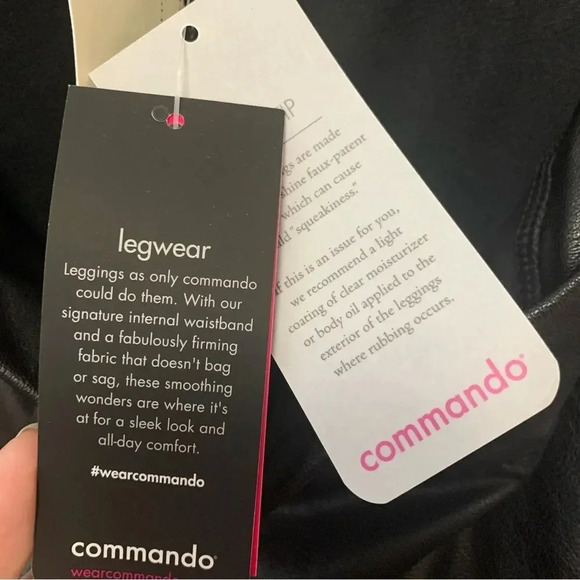 legwear
Leggings as only commando
could do them. With our
signature internal waistband
and a fabulously firming
fabric that doesn't bag
or sag, these smoothing
wonders are where it's
at for a sleek look and
all-day comfort.
#wearcommando
commando
wearcommando
are made
faux-patent
which can cause
"squeakiness."
if this is an issue for you,
we recommend a light
coating of clear moisturizer
or body oil applied to the
exterior of the leggings
where rubbing occurs.
commando